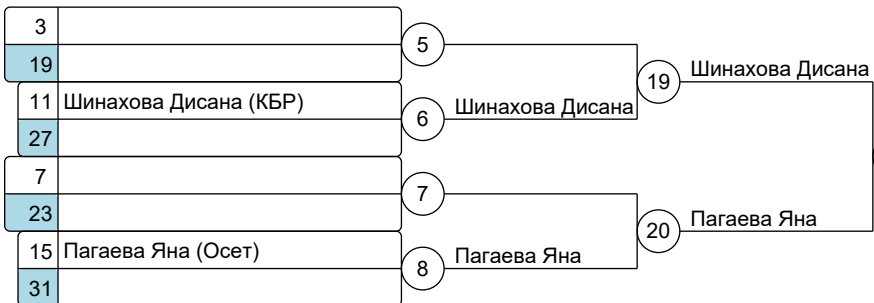 3
5
19
19 Шинахова Дисана
11 Шинахова Дисана (КБР)
6 Шинахова Дисана
27
7
7
23
20 Пагаева Яна
15 Пагаева Яна (Осет)
8 Пагаева Яна
31